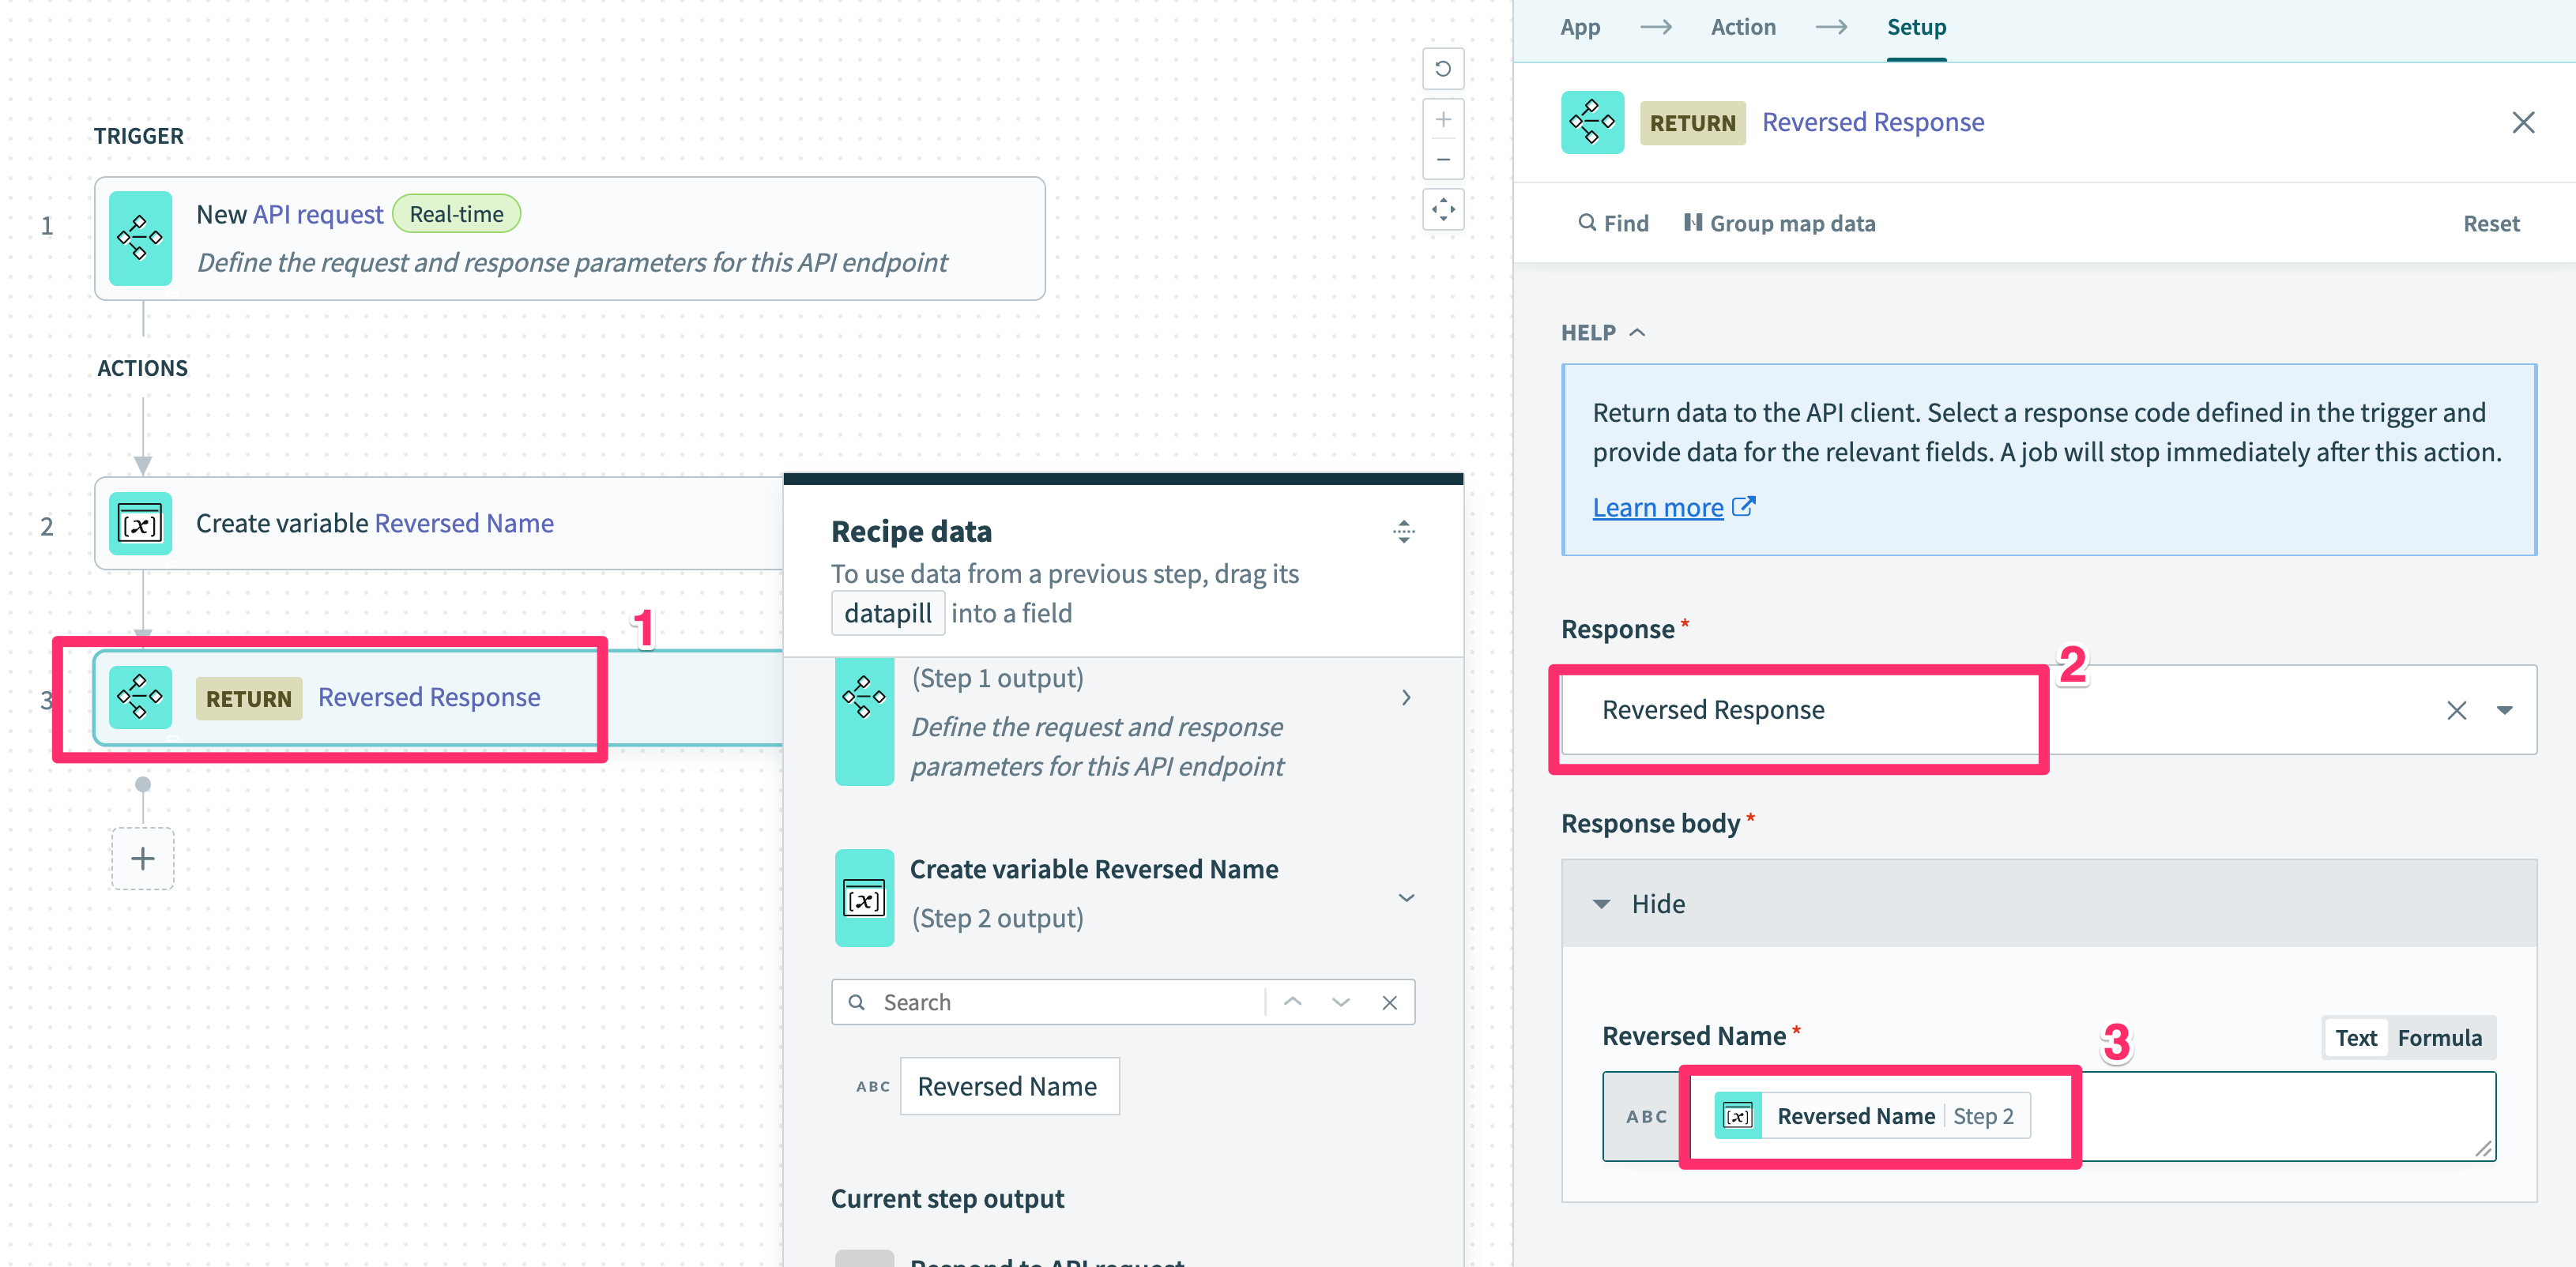 TRIGGER
1
New API request Real-time
Define the request and response parameters for this API endpoint
ACTIONS
2
[x]
Create variable Reversed Name
1
3
RETURN Reversed Response
Recipe data
To use data from a previous step, drag its
datapill into a field
(Step 1 output)
Define the request and response
parameters for this API endpoint
[x]
Create variable Reversed Name
(Step 2 output)
Search
ABC Reversed Name
Current step output
Respond to API request
App Action Setup
RETURN Reversed Response
Find Group map data Reset
HELP
Return data to the API client. Select a response code defined in the trigger and
provide data for the relevant fields. A job will stop immediately after this action.
Learn more
Response *
2
Reversed Response
Response body *
Hide
Reversed Name * Text Formula
3
ABC [x] Reversed Name Step 2